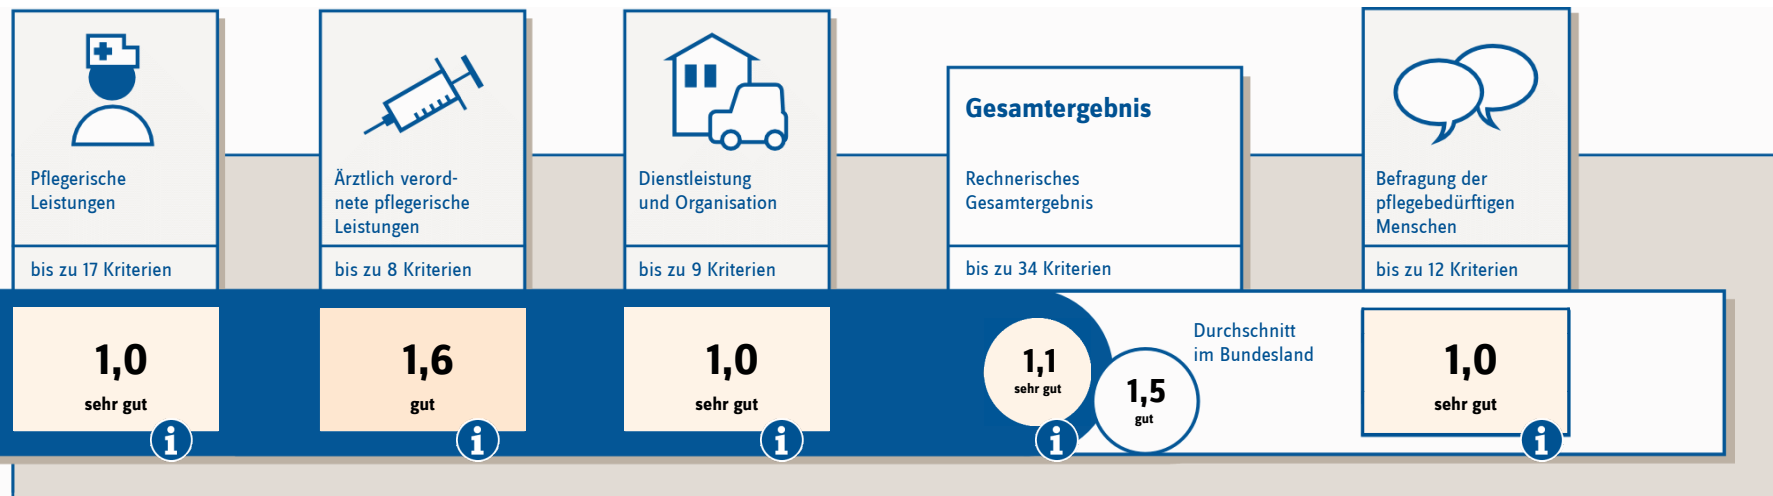 Pflegerische
Leistungen
bis zu 17 Kriterien
1,0
sehr gut
i
Ärztlich verord-
nete pflegerische
Leistungen
bis zu 8 Kriterien
1,6
gut
i
Dienstleistung
und Organisation
bis zu 9 Kriterien
1,0
sehr gut
i
Gesamtergebnis
Rechnerisches
Gesamtergebnis
bis zu 34 Kriterien
1,1
sehr gut
i
1,5
gut
Durchschnitt
im Bundesland
Befragung der
pflegebedürftigen
Menschen
bis zu 12 Kriterien
1,0
sehr gut
i